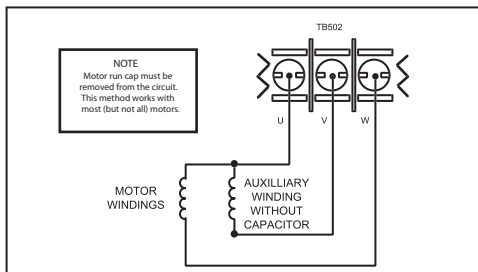 TB502
NOTE
Motor run cap must be
removed from the circuit.
This method works with
most (but not all) motors.
U V W
MOTOR
WINDINGS
AUXILLIARY
WINDING
WITHOUT
CAPACITOR